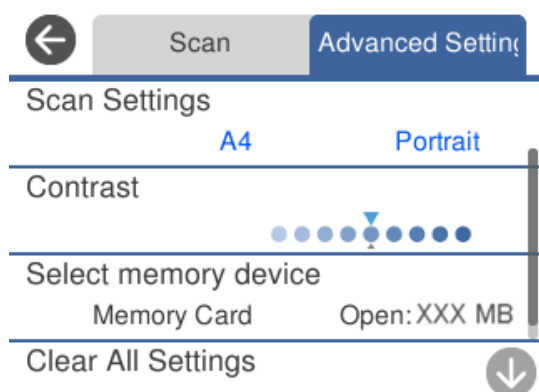 Scan Advanced Setting
Scan Settings
A4 Portrait
Contrast
Select memory device
Memory Card Open: XXX MB
Clear All Settings